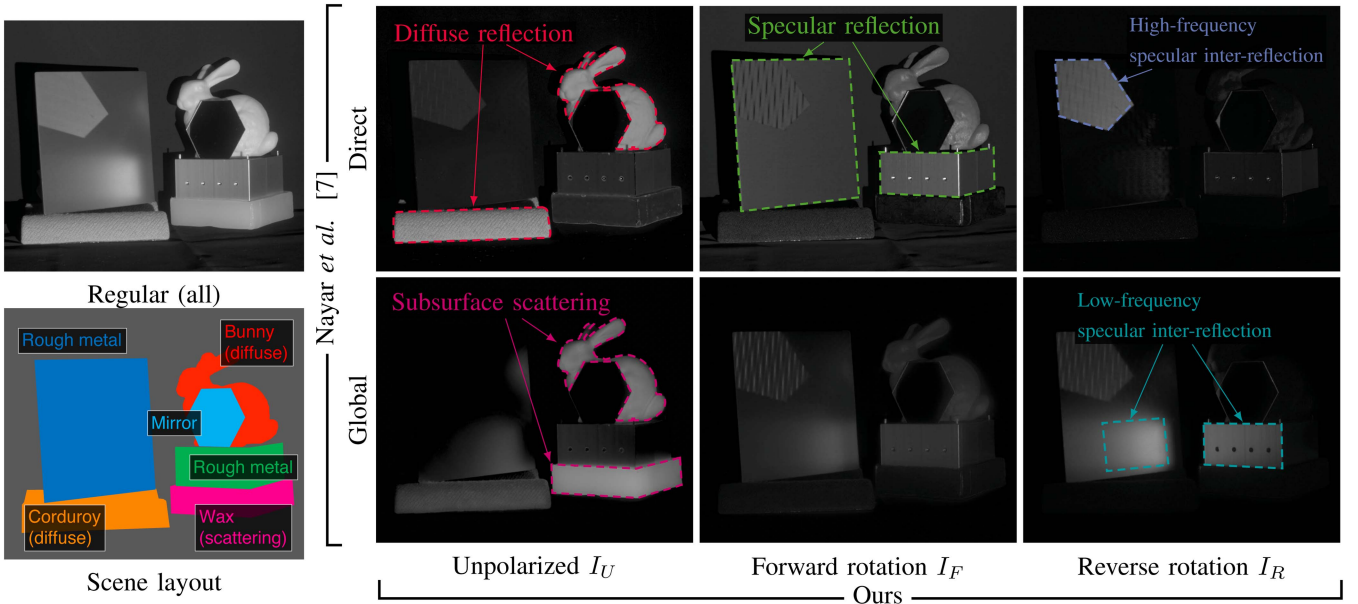 Regular (all)
Rough metal
Bunny
(diffuse)
Mirror
Rough metal
Corduroy
(diffuse)
Wax
(scattering)
Scene layout
Nayar et al. [7]
Direct
Global
Diffuse reflection
Specular reflection
High-frequency
specular inter-reflection
Subsurface scattering
Low-frequency
specular inter-reflection
Unpolarized I_U
Forward rotation I_F
Reverse rotation I_R
Ours